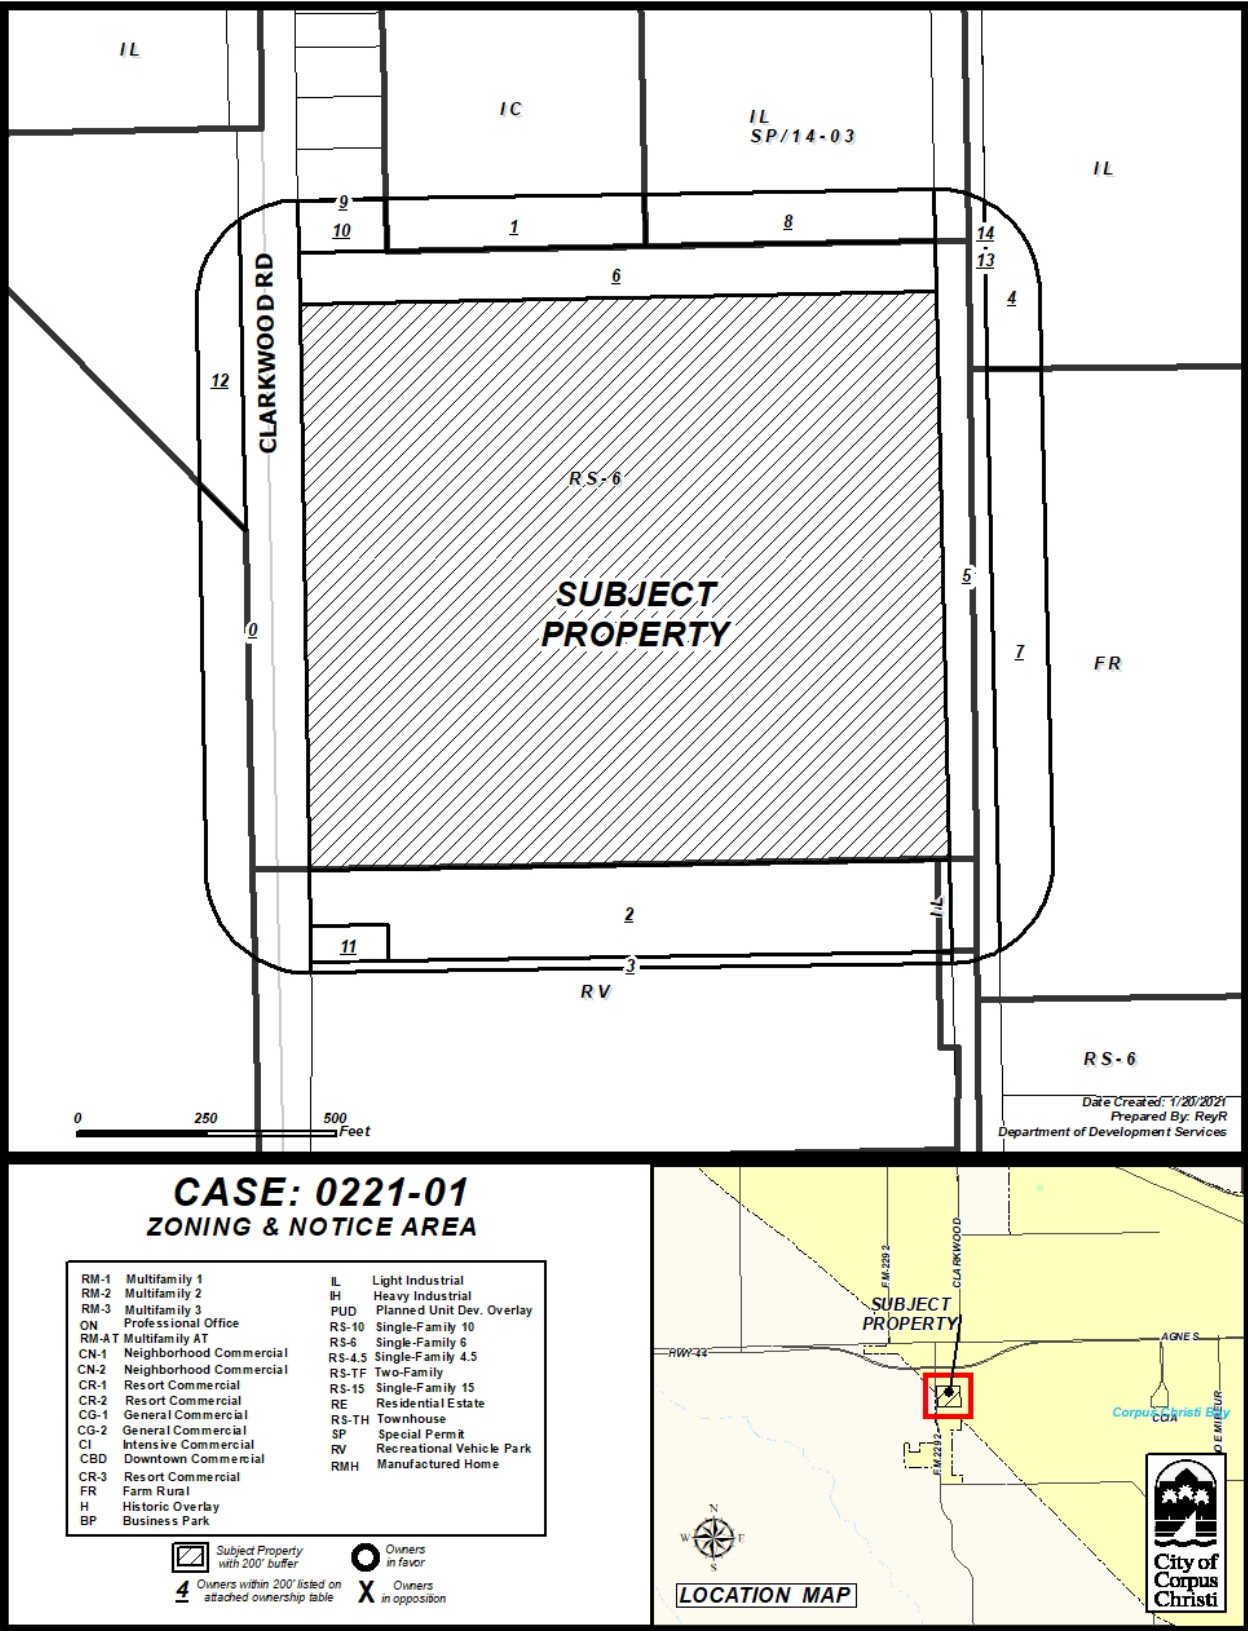 IL
IC
IL
SP/14-03
IL
9
10
1
8
14
13
6
4
CLARKWOOD RD
12
RS-6
SUBJECT
PROPERTY
5
0
7
FR
2
IL
11
3
RV
RS-6
0 250 500
Feet
Date Created: 1/20/2021
Prepared By: ReyR
Department of Development Services
CASE: 0221-01
ZONING & NOTICE AREA
RM-1 Multifamily 1
RM-2 Multifamily 2
RM-3 Multifamily 3
ON Professional Office
RM-AT Multifamily AT
CN-1 Neighborhood Commercial
CN-2 Neighborhood Commercial
CR-1 Resort Commercial
CR-2 Resort Commercial
CG-1 General Commercial
CG-2 General Commercial
CI Intensive Commercial
CBD Downtown Commercial
CR-3 Resort Commercial
FR Farm Rural
H Historic Overlay
BP Business Park
IL Light Industrial
IH Heavy Industrial
PUD Planned Unit Dev. Overlay
RS-10 Single-Family 10
RS-6 Single-Family 6
RS-4.5 Single-Family 4.5
RS-TF Two-Family
RS-15 Single-Family 15
RE Residential Estate
RS-TH Townhouse
SP Special Permit
RV Recreational Vehicle Park
RMH Manufactured Home
Subject Property
with 200' buffer
Owners
in favor
4 Owners within 200' listed on
attached ownership table
X Owners
in opposition
FM-2292
CLARKWOOD
SUBJECT
PROPERTY
AGNES
HWY 44
Corpus Christi Bay
CCIA
FM 2292
N
W E
S
LOCATION MAP
City of
Corpus
Christi